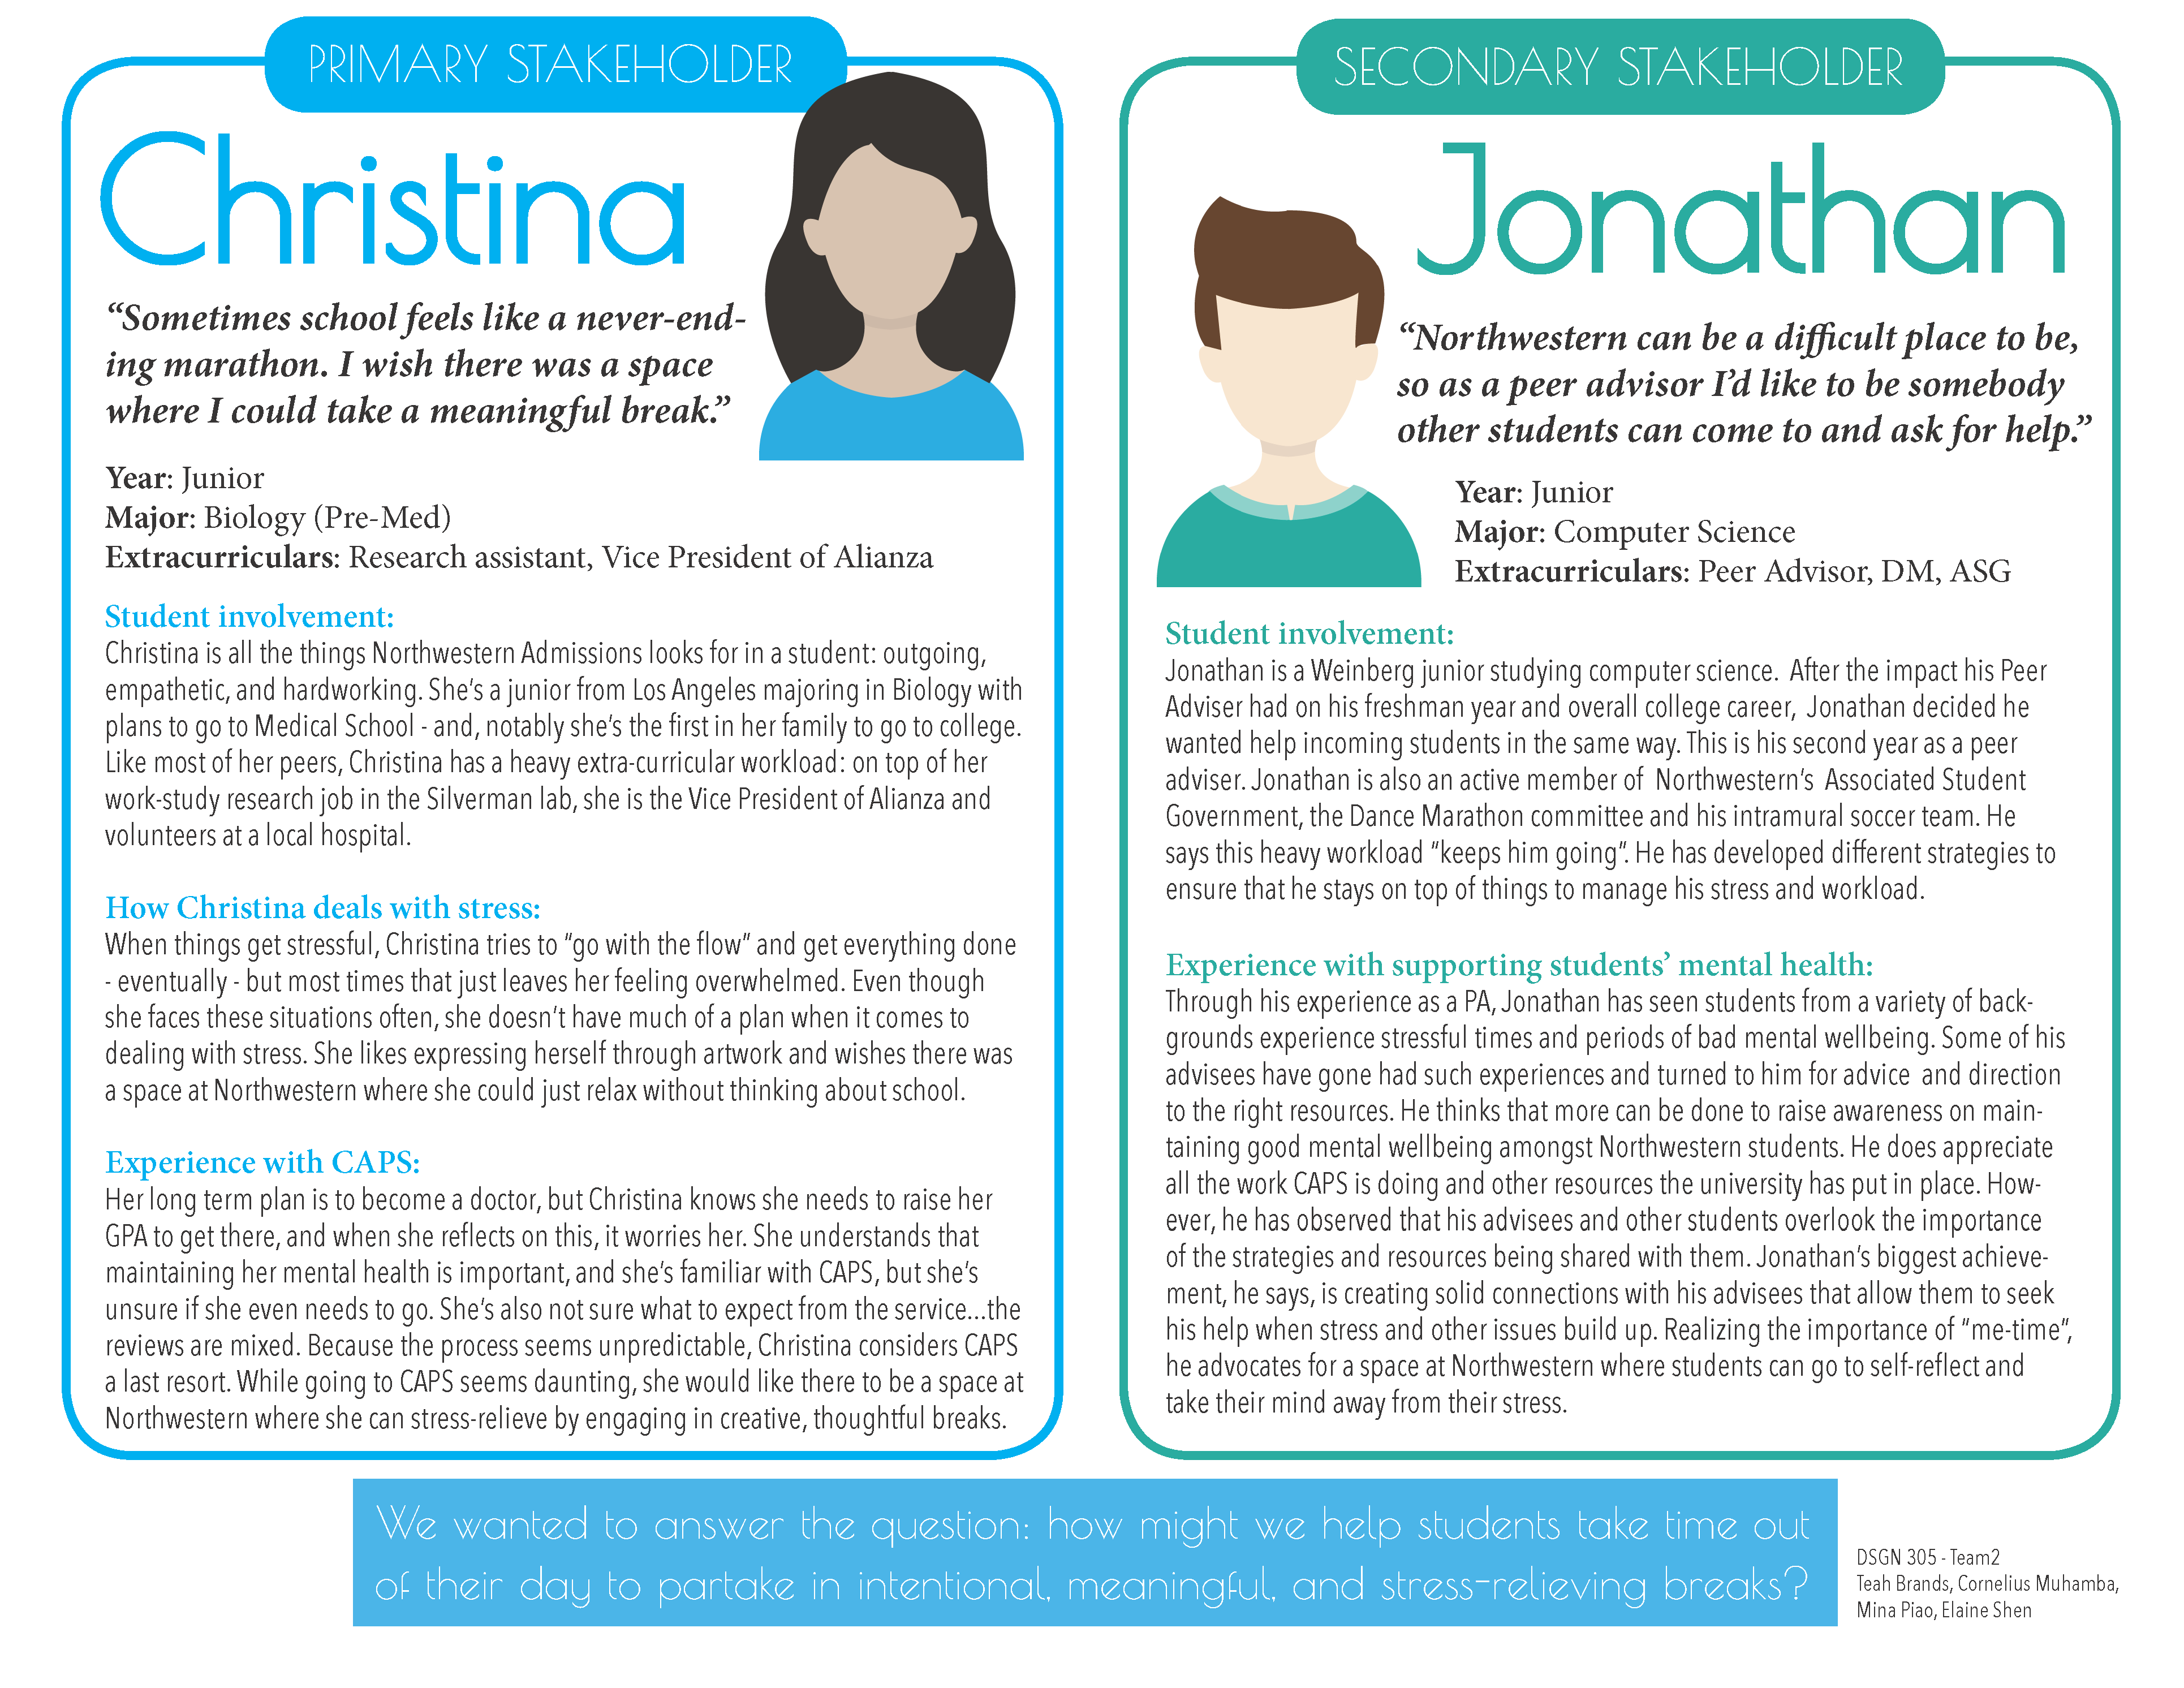 PRIMARY STAKEHOLDER
Christina
“Sometimes school feels like a never-end-
ing marathon. I wish there was a space
where I could take a meaningful break.”
Year: Junior
Major: Biology (Pre-Med)
Extracurriculars: Research assistant, Vice President of Alianza
Student involvement:
Christina is all the things Northwestern Admissions looks for in a student: outgoing,
empathetic, and hardworking. She’s a junior from Los Angeles majoring in Biology with
plans to go to Medical School - and, notably she’s the first in her family to go to college.
Like most of her peers, Christina has a heavy extra-curricular workload: on top of her
work-study research job in the Silverman lab, she is the Vice President of Alianza and
volunteers at a local hospital.
How Christina deals with stress:
When things get stressful, Christina tries to “go with the flow” and get everything done
- eventually - but most times that just leaves her feeling overwhelmed. Even though
she faces these situations often, she doesn’t have much of a plan when it comes to
dealing with stress. She likes expressing herself through artwork and wishes there was
a space at Northwestern where she could just relax without thinking about school.
Experience with CAPS:
Her long term plan is to become a doctor, but Christina knows she needs to raise her
GPA to get there, and when she reflects on this, it worries her. She understands that
maintaining her mental health is important, and she’s familiar with CAPS, but she’s
unsure if she even needs to go. She’s also not sure what to expect from the service...the
reviews are mixed. Because the process seems unpredictable, Christina considers CAPS
a last resort. While going to CAPS seems daunting, she would like there to be a space at
Northwestern where she can stress-relieve by engaging in creative, thoughtful breaks.
SECONDARY STAKEHOLDER
Jonathan
“Northwestern can be a difficult place to be,
so as a peer advisor I’d like to be somebody
other students can come to and ask for help.”
Year: Junior
Major: Computer Science
Extracurriculars: Peer Advisor, DM, ASG
Student involvement:
Jonathan is a Weinberg junior studying computer science. After the impact his Peer
Adviser had on his freshman year and overall college career, Jonathan decided he
wanted help incoming students in the same way. This is his second year as a peer
adviser. Jonathan is also an active member of Northwestern’s Associated Student
Government, the Dance Marathon committee and his intramural soccer team. He
says this heavy workload “keeps him going”. He has developed different strategies to
ensure that he stays on top of things to manage his stress and workload.
Experience with supporting students’ mental health:
Through his experience as a PA, Jonathan has seen students from a variety of back-
grounds experience stressful times and periods of bad mental wellbeing. Some of his
advisees have gone had such experiences and turned to him for advice and direction
to the right resources. He thinks that more can be done to raise awareness on main-
taining good mental wellbeing amongst Northwestern students. He does appreciate
all the work CAPS is doing and other resources the university has put in place. How-
ever, he has observed that his advisees and other students overlook the importance
of the strategies and resources being shared with them. Jonathan’s biggest achieve-
ment, he says, is creating solid connections with his advisees that allow them to seek
his help when stress and other issues build up. Realizing the importance of “me-time”,
he advocates for a space at Northwestern where students can go to self-reflect and
take their mind away from their stress.
We wanted to answer the question: how might we help students take time out
of their day to partake in intentional, meaningful, and stress-relieving breaks?
DSGN 305 - Team2
Teah Brands, Cornelius Muhamba,
Mina Piao, Elaine Shen